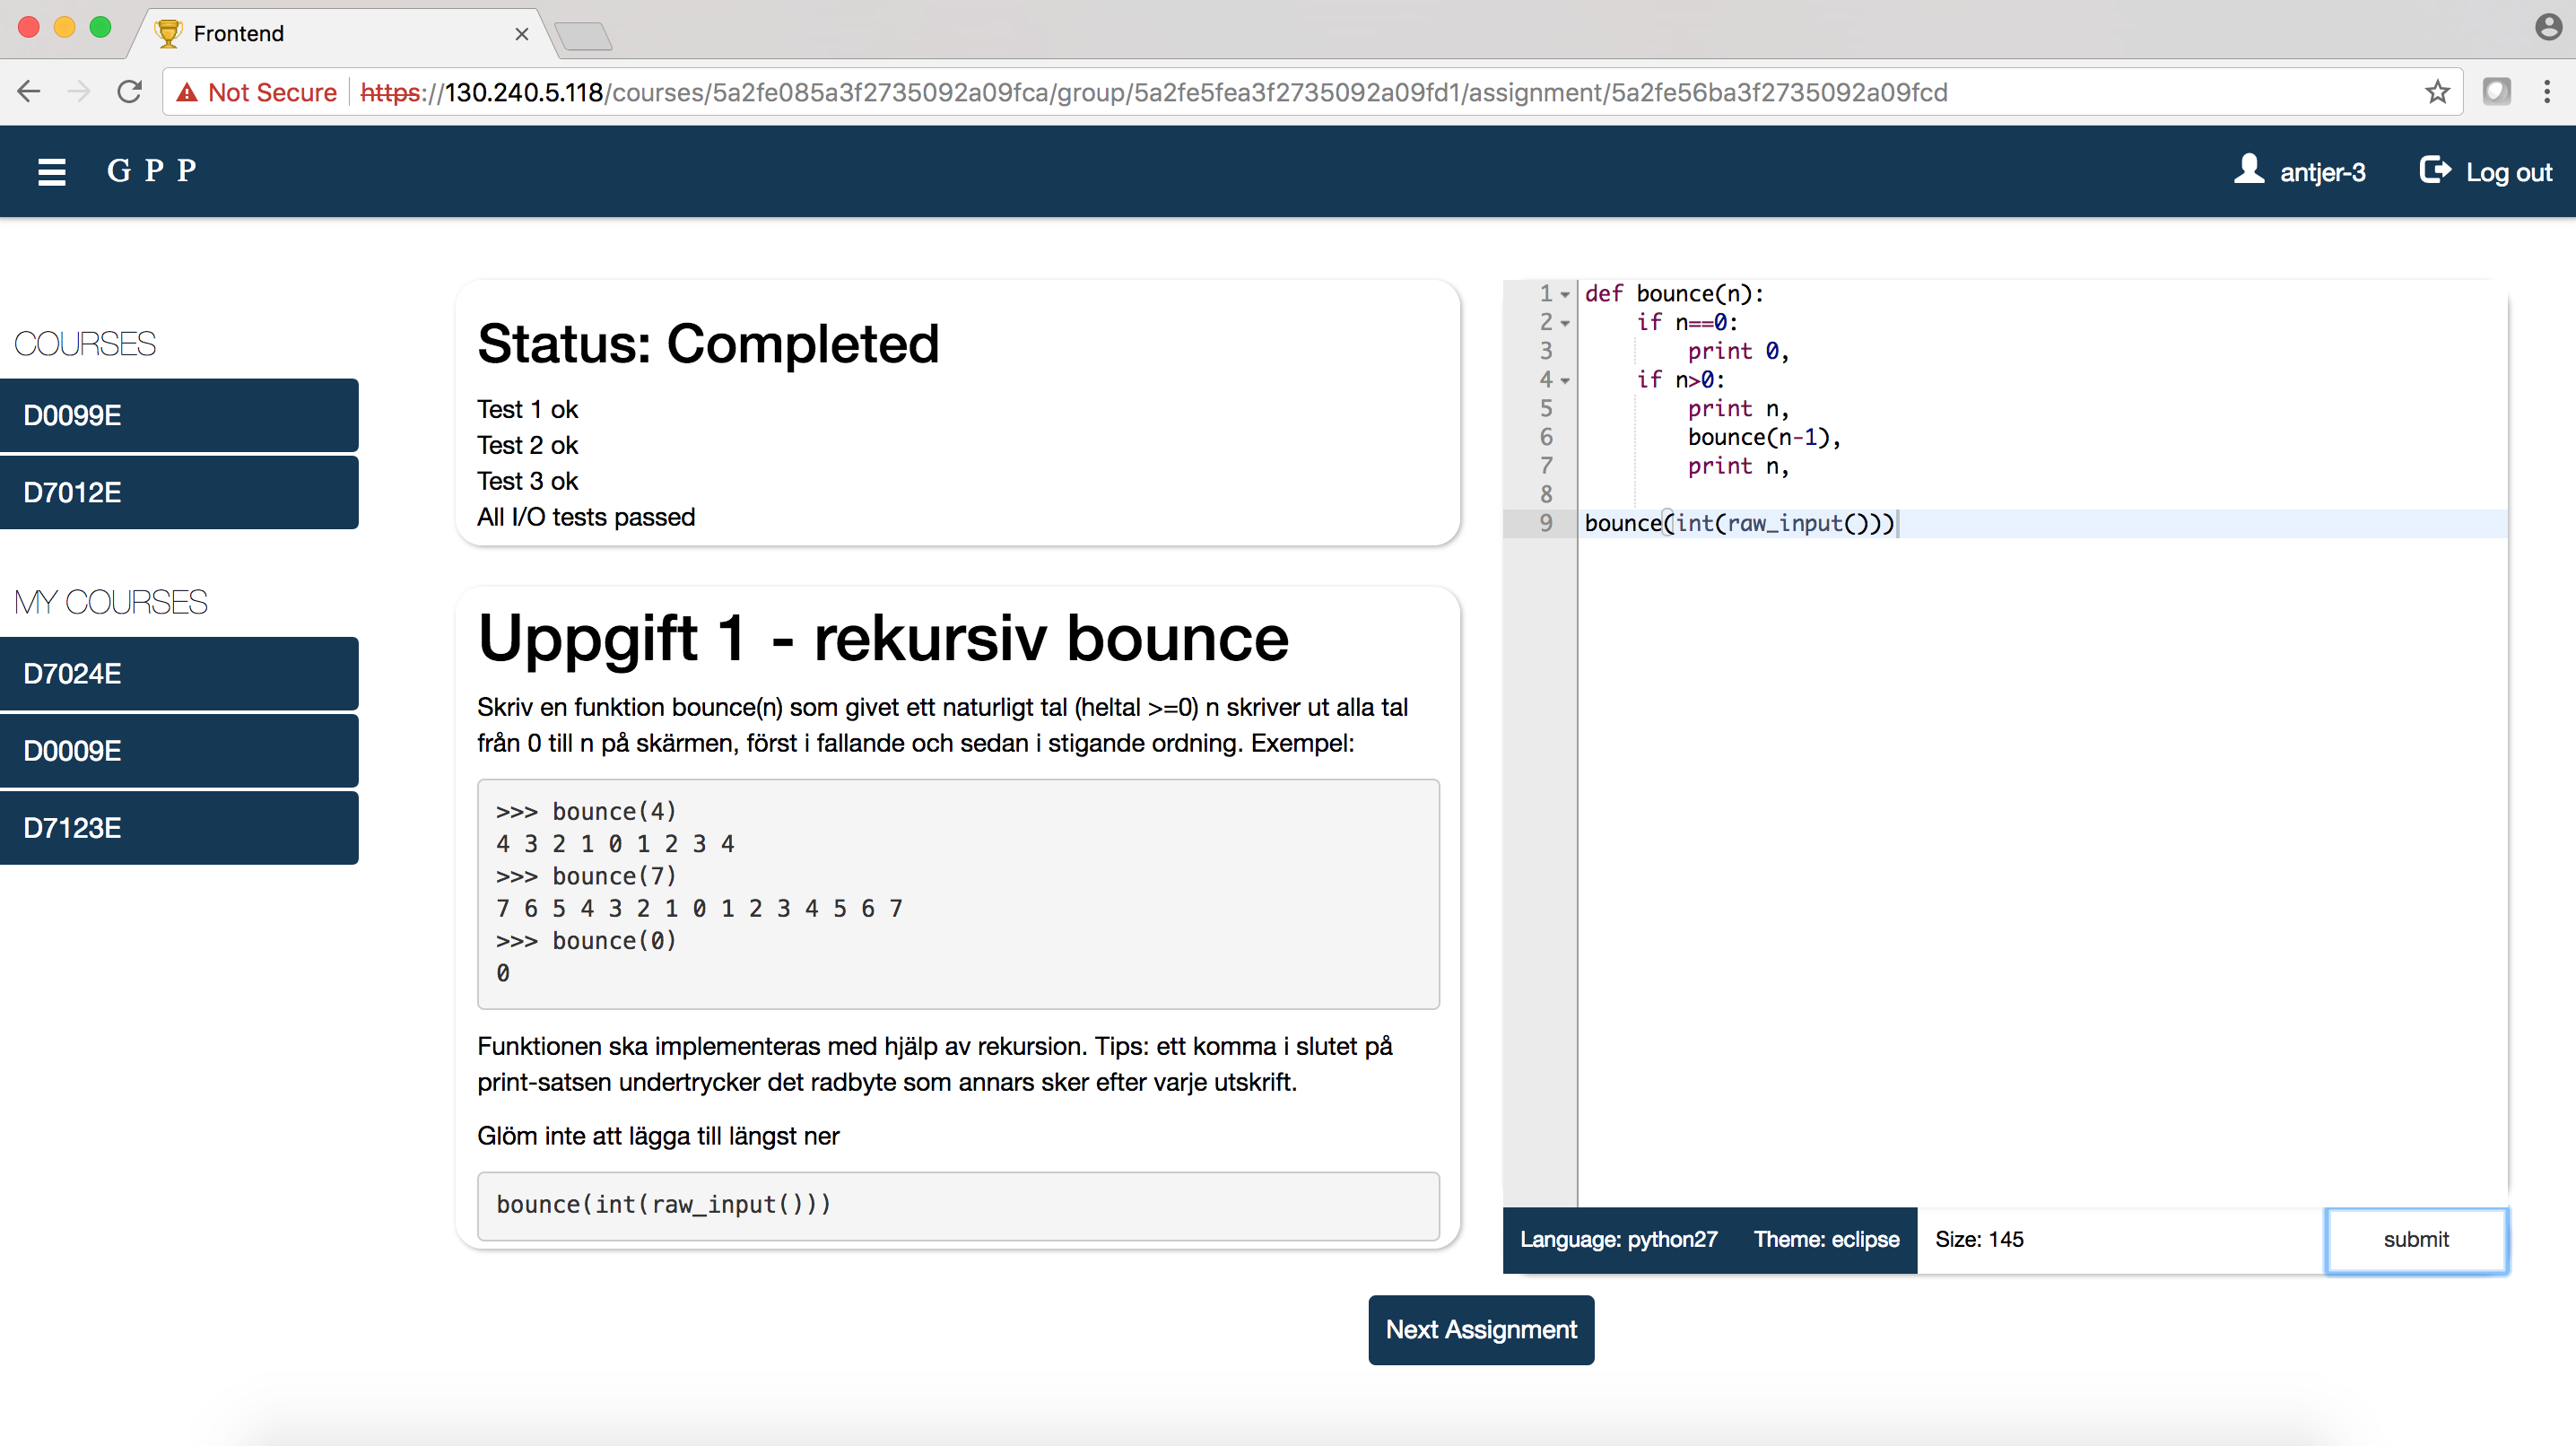 Frontend
Not Secure https://130.240.5.118/courses/5a2fe085a3f2735092a09fca/group/5a2fe5fea3f2735092a09fd1/assignment/5a2fe56ba3f2735092a09fcd
GPP
antjer-3
Log out
COURSES
D0099E
D7012E
MY COURSES
D7024E
D0009E
D7123E
Status: Completed
Test 1 ok
Test 2 ok
Test 3 ok
All I/O tests passed
Uppgift 1 - rekursiv bounce
Skriv en funktion bounce(n) som givet ett naturligt tal (heltal >=0) n skriver ut alla tal
från 0 till n på skärmen, först i fallande och sedan i stigande ordning. Exempel:
>>> bounce(4)
4 3 2 1 0 1 2 3 4
>>> bounce(7)
7 6 5 4 3 2 1 0 1 2 3 4 5 6 7
>>> bounce(0)
0
Funktionen ska implementeras med hjälp av rekursion. Tips: ett komma i slutet på
print-satsen undertrycker det radbyte som annars sker efter varje utskrift.
Glöm inte att lägga till längst ner
bounce(int(raw_input()))
1 def bounce(n):
2 if n==0:
3 print 0,
4 if n>0:
5 print n,
6 bounce(n-1),
7 print n,
8
9 bounce(int(raw_input()))
Language: python27 Theme: eclipse Size: 145 submit
Next Assignment